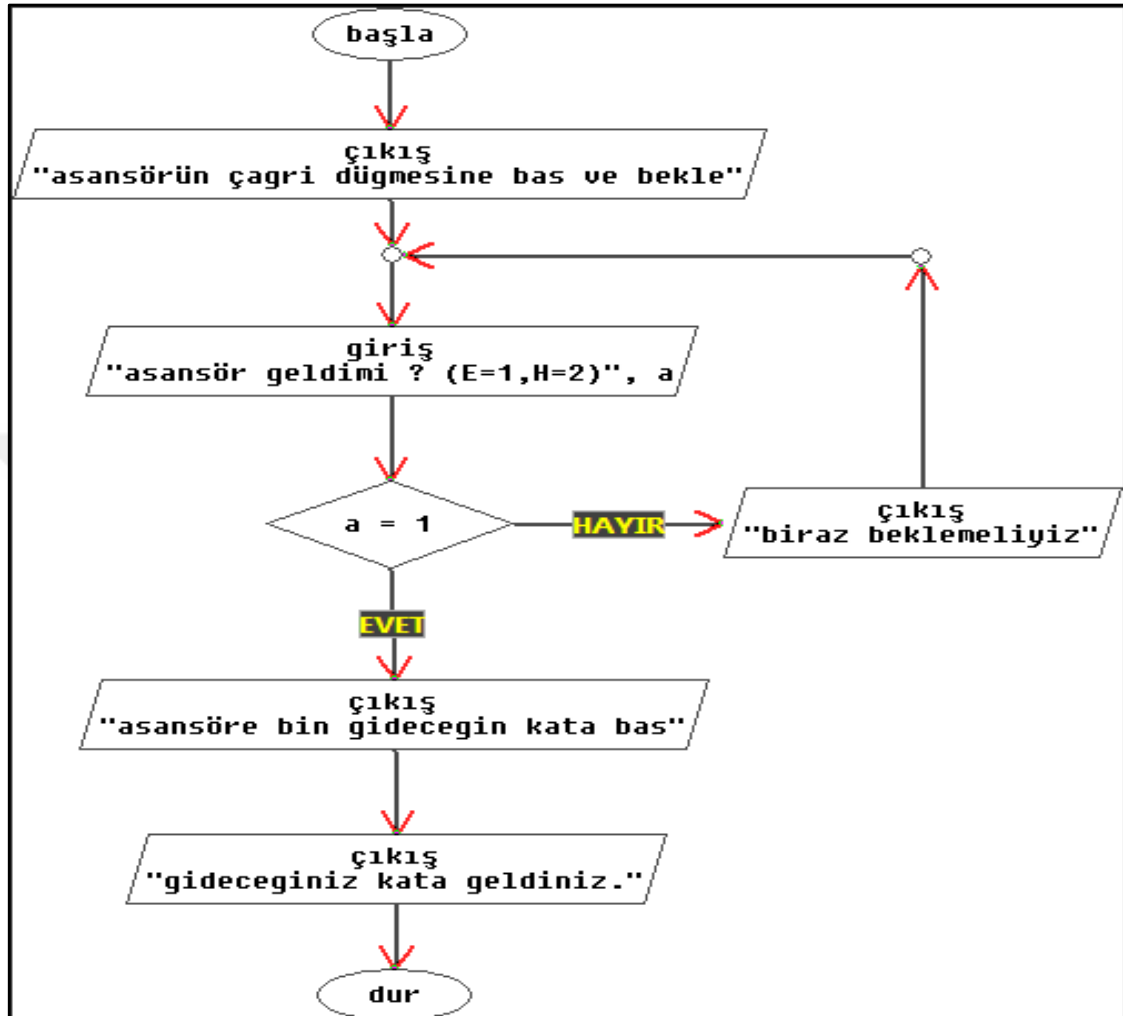 başla
çıkış
"asansörün çagri dügmesine bas ve bekle"
giriş
"asansör geldimi ? (E=1,H=2)", a
a = 1
HAYIR
çıkış
"biraz beklemeliyiz"
EVET
çıkış
"asansöre bin gidecegin kata bas"
çıkış
"gideceginiz kata geldiniz."
dur